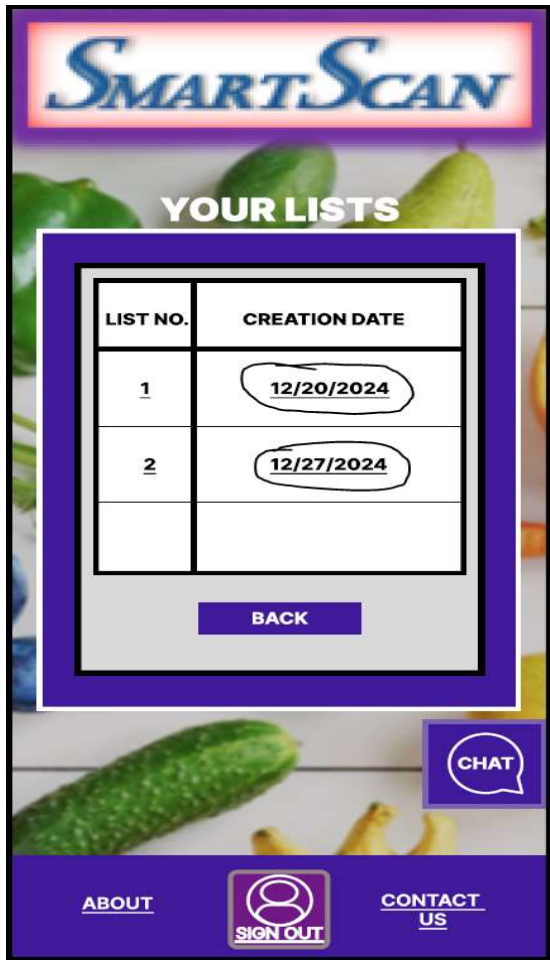 SMARTSCAN
YOUR LISTS
LIST NO. CREATION DATE
1 12/20/2024
2 12/27/2024
BACK
CHAT
ABOUT
SIGN OUT
CONTACT
US